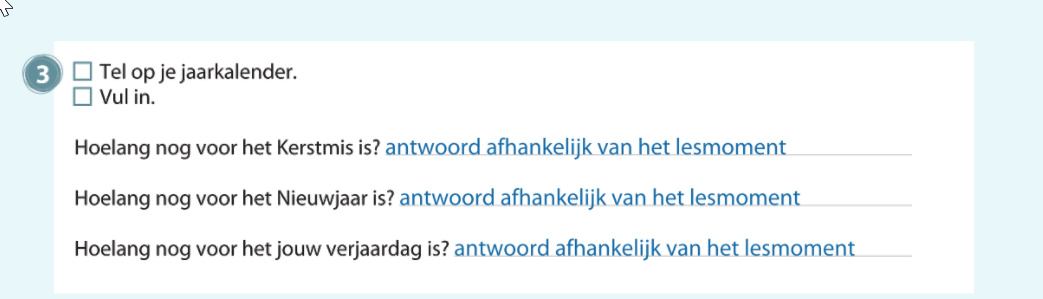 3 Tel op je jaarkalender.
Vul in.
Hoelang nog voor het Kerstmis is? antwoord afhankelijk van het lesmoment
Hoelang nog voor het Nieuwjaar is? antwoord afhankelijk van het lesmoment
Hoelang nog voor het jouw verjaardag is? antwoord afhankelijk van het lesmoment